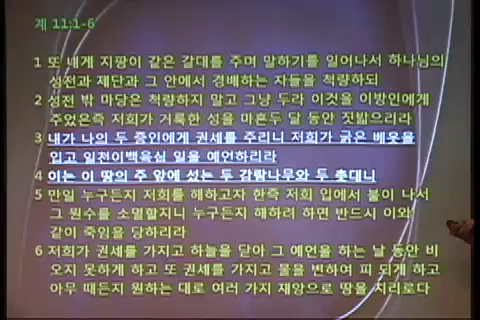 계 11:1-6
1 또 내게 지팡이 같은 갈대를 주며 말하기를 일어나서 하나님의
성전과 제단과 그 안에서 경배하는 자들을 척량하되
2 성전 밖 마당은 척량하지 말고 그냥 두라 이것을 이방인에게
주었은즉 저희가 거룩한 성을 마흔두 달 동안 짓밟으리라
3 내가 나의 두 증인에게 권세를 주리니 저희가 굵은 베옷을
입고 일천이백육십 일을 예언하리라
4 이는 이 땅의 주 앞에 섰는 두 감람나무와 두 촛대니
5 만일 누구든지 저희를 해하고자 한즉 저희 입에서 불이 나서
그 원수를 소멸할지니 누구든지 해하려 하면 반드시 이와
같이 죽임을 당하리라
6 저희가 권세를 가지고 하늘을 닫아 그 예언을 하는 날 동안 비
오지 못하게 하고 또 권세를 가지고 물을 변하여 피 되게 하고
아무 때든지 원하는 대로 여러 가지 재앙으로 땅을 치리로다